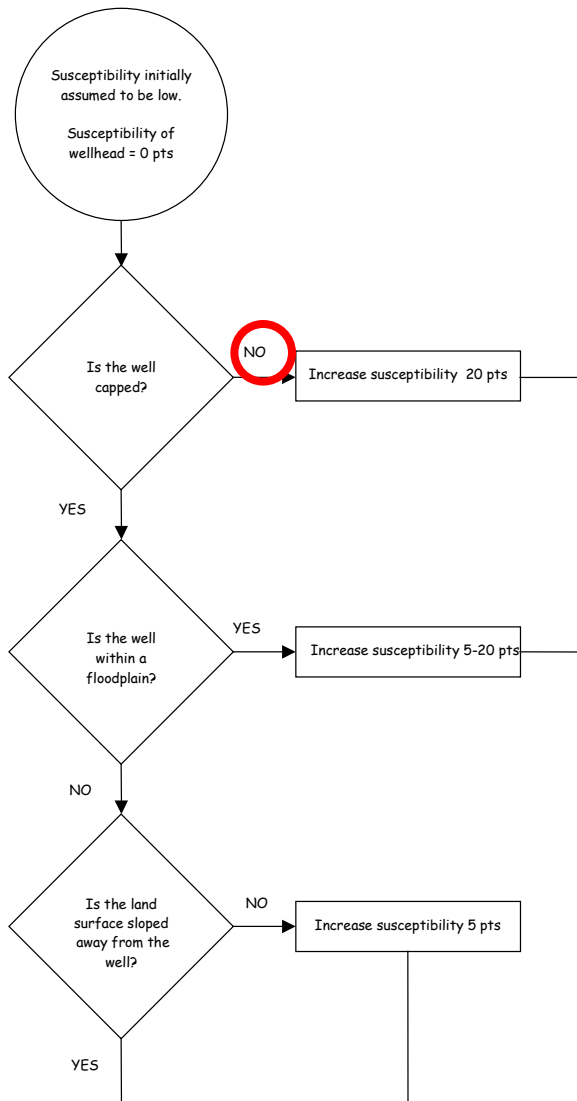 Susceptibility initially
assumed to be low.
Susceptibility of
wellhead = 0 pts
Is the well
capped?
NO
Increase susceptibility  20 pts
YES
Is the well
within a
floodplain?
YES
Increase susceptibility 5-20 pts
NO
Is the land
surface sloped
away from the
well?
NO
Increase susceptibility 5 pts
YES